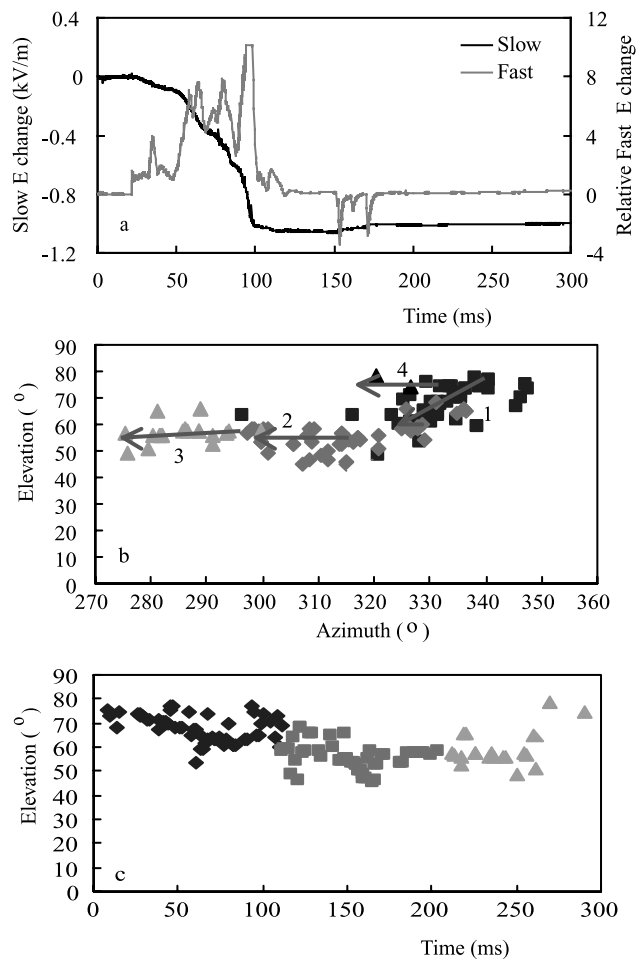 Slow E change (kV/m)
0.4
0
-0.4
-0.8
-1.2
Slow
Fast
a
12
8
4
0
-4
Relative Fast E change
0 50 100 150 200 250 300
Time (ms)
Elevation ( o )
90
80
70
60
50
40
30
20
10
0
4
1
2
3
b
270 280 290 300 310 320 330 340 350 360
Azimuth ( o )
Elevation ( o )
90
80
70
60
50
40
30
20
10
0
c
0 50 100 150 200 250 300
Time (ms)